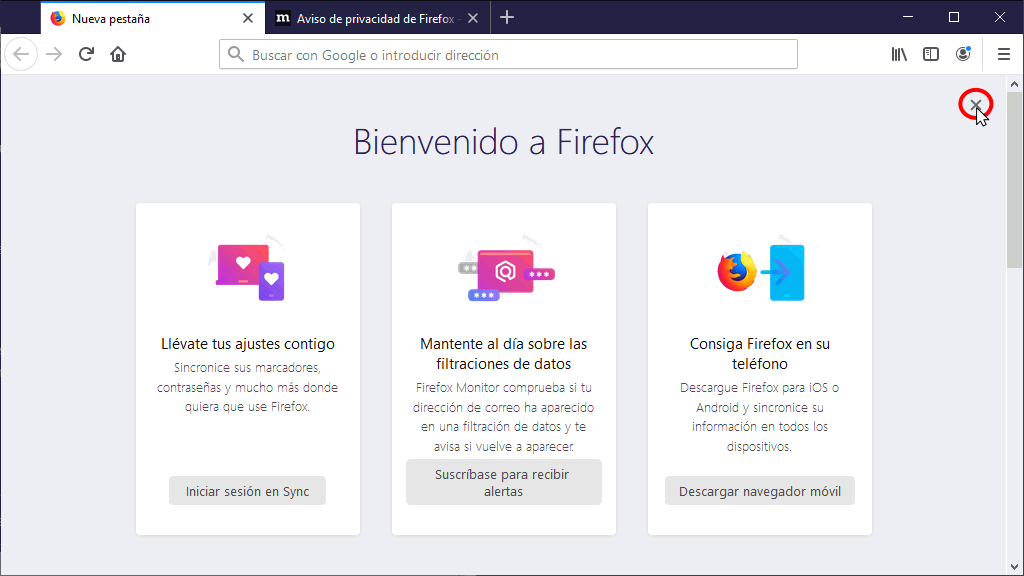 Nueva pestaña
m
Aviso de privacidad de Firefox -
Buscar con Google o introducir dirección
Bienvenido a Firefox
Llévate tus ajustes contigo
Sincronice sus marcadores,
contraseñas y mucho más donde
quiera que use Firefox.
Iniciar sesión en Sync
Mantente al día sobre las
filtraciones de datos
Firefox Monitor comprueba si tu
dirección de correo ha aparecido
en una filtración de datos y te
avisa si vuelve a aparecer.
Suscríbase para recibir
alertas
Consiga Firefox en su
teléfono
Descargue Firefox para iOS o
Android y sincronice su
información en todos los
dispositivos.
Descargar navegador móvil